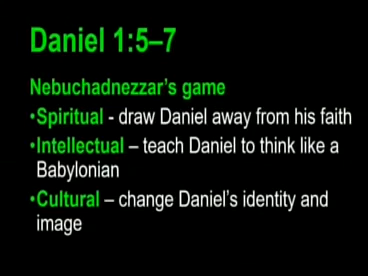 Daniel 1:5–7
Nebuchadnezzar's game
•Spiritual - draw Daniel away from his faith
•Intellectual – teach Daniel to think like a
Babylonian
•Cultural – change Daniel's identity and
image